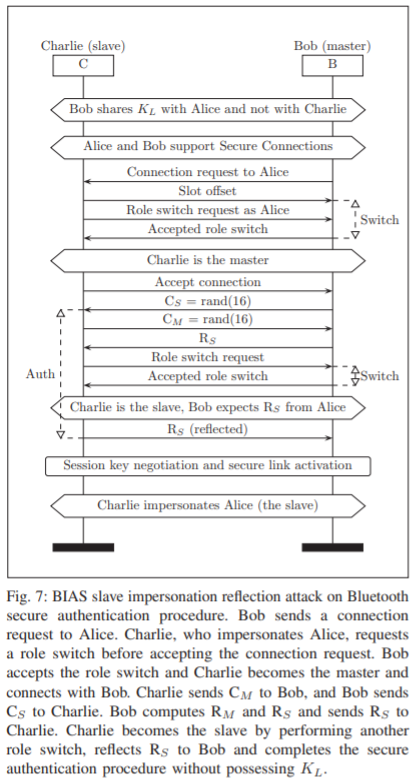 Charlie (slave) Bob (master)
C B
Bob shares K_L with Alice and not with Charlie
Alice and Bob support Secure Connections
Connection request to Alice
Slot offset
Role switch request as Alice
Switch
Accepted role switch
Charlie is the master
Accept connection
C_S = rand(16)
C_M = rand(16)
R_S
Auth
Role switch request
Accepted role switch
Switch
Charlie is the slave, Bob expects R_S from Alice
R_S (reflected)
Session key negotiation and secure link activation
Charlie impersonates Alice (the slave)
Fig. 7: BIAS slave impersonation reflection attack on Bluetooth
secure authentication procedure. Bob sends a connection
request to Alice. Charlie, who impersonates Alice, requests
a role switch before accepting the connection request. Bob
accepts the role switch and Charlie becomes the master and
connects with Bob. Charlie sends C_M to Bob, and Bob sends
C_S to Charlie. Bob computes R_M and R_S and sends R_S to
Charlie. Charlie becomes the slave by performing another
role switch, reflects R_S to Bob and completes the secure
authentication procedure without possessing K_L.